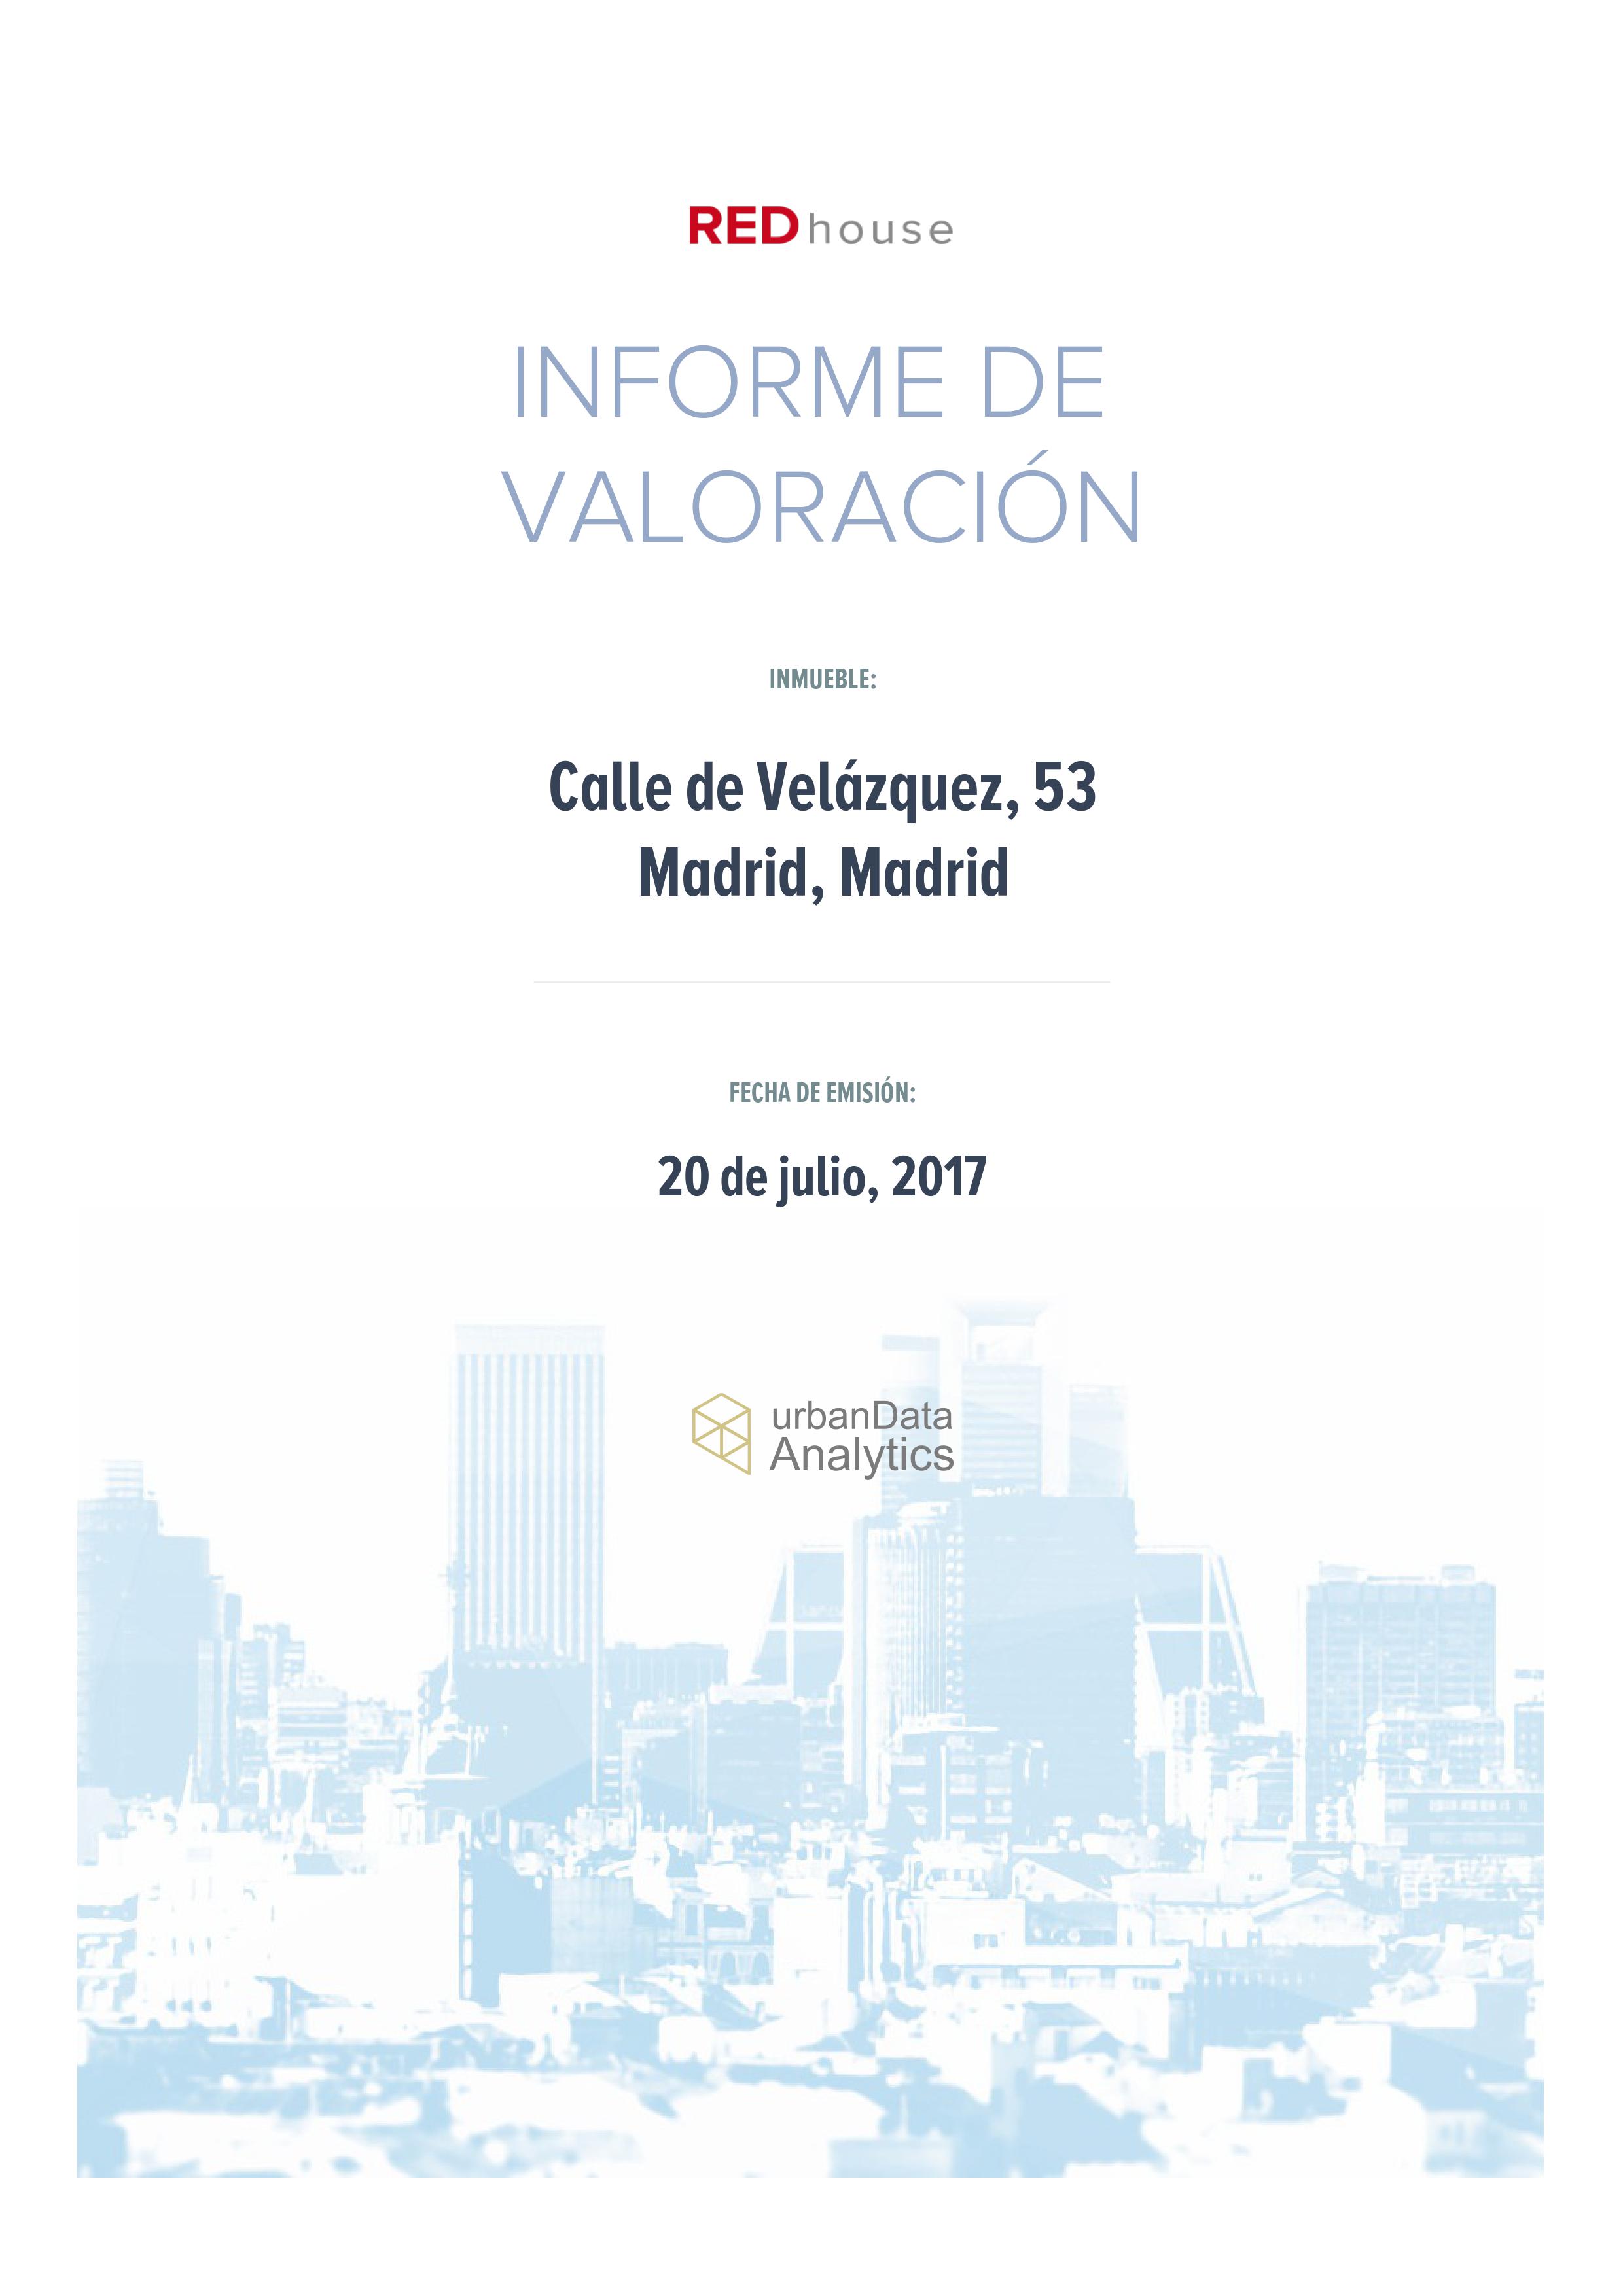 REDhouse
INFORME DE
VALORACIÓN
INMUEBLE:
Calle de Velázquez, 53
Madrid, Madrid
FECHA DE EMISIÓN:
20 de julio, 2017
urbanData
Analytics